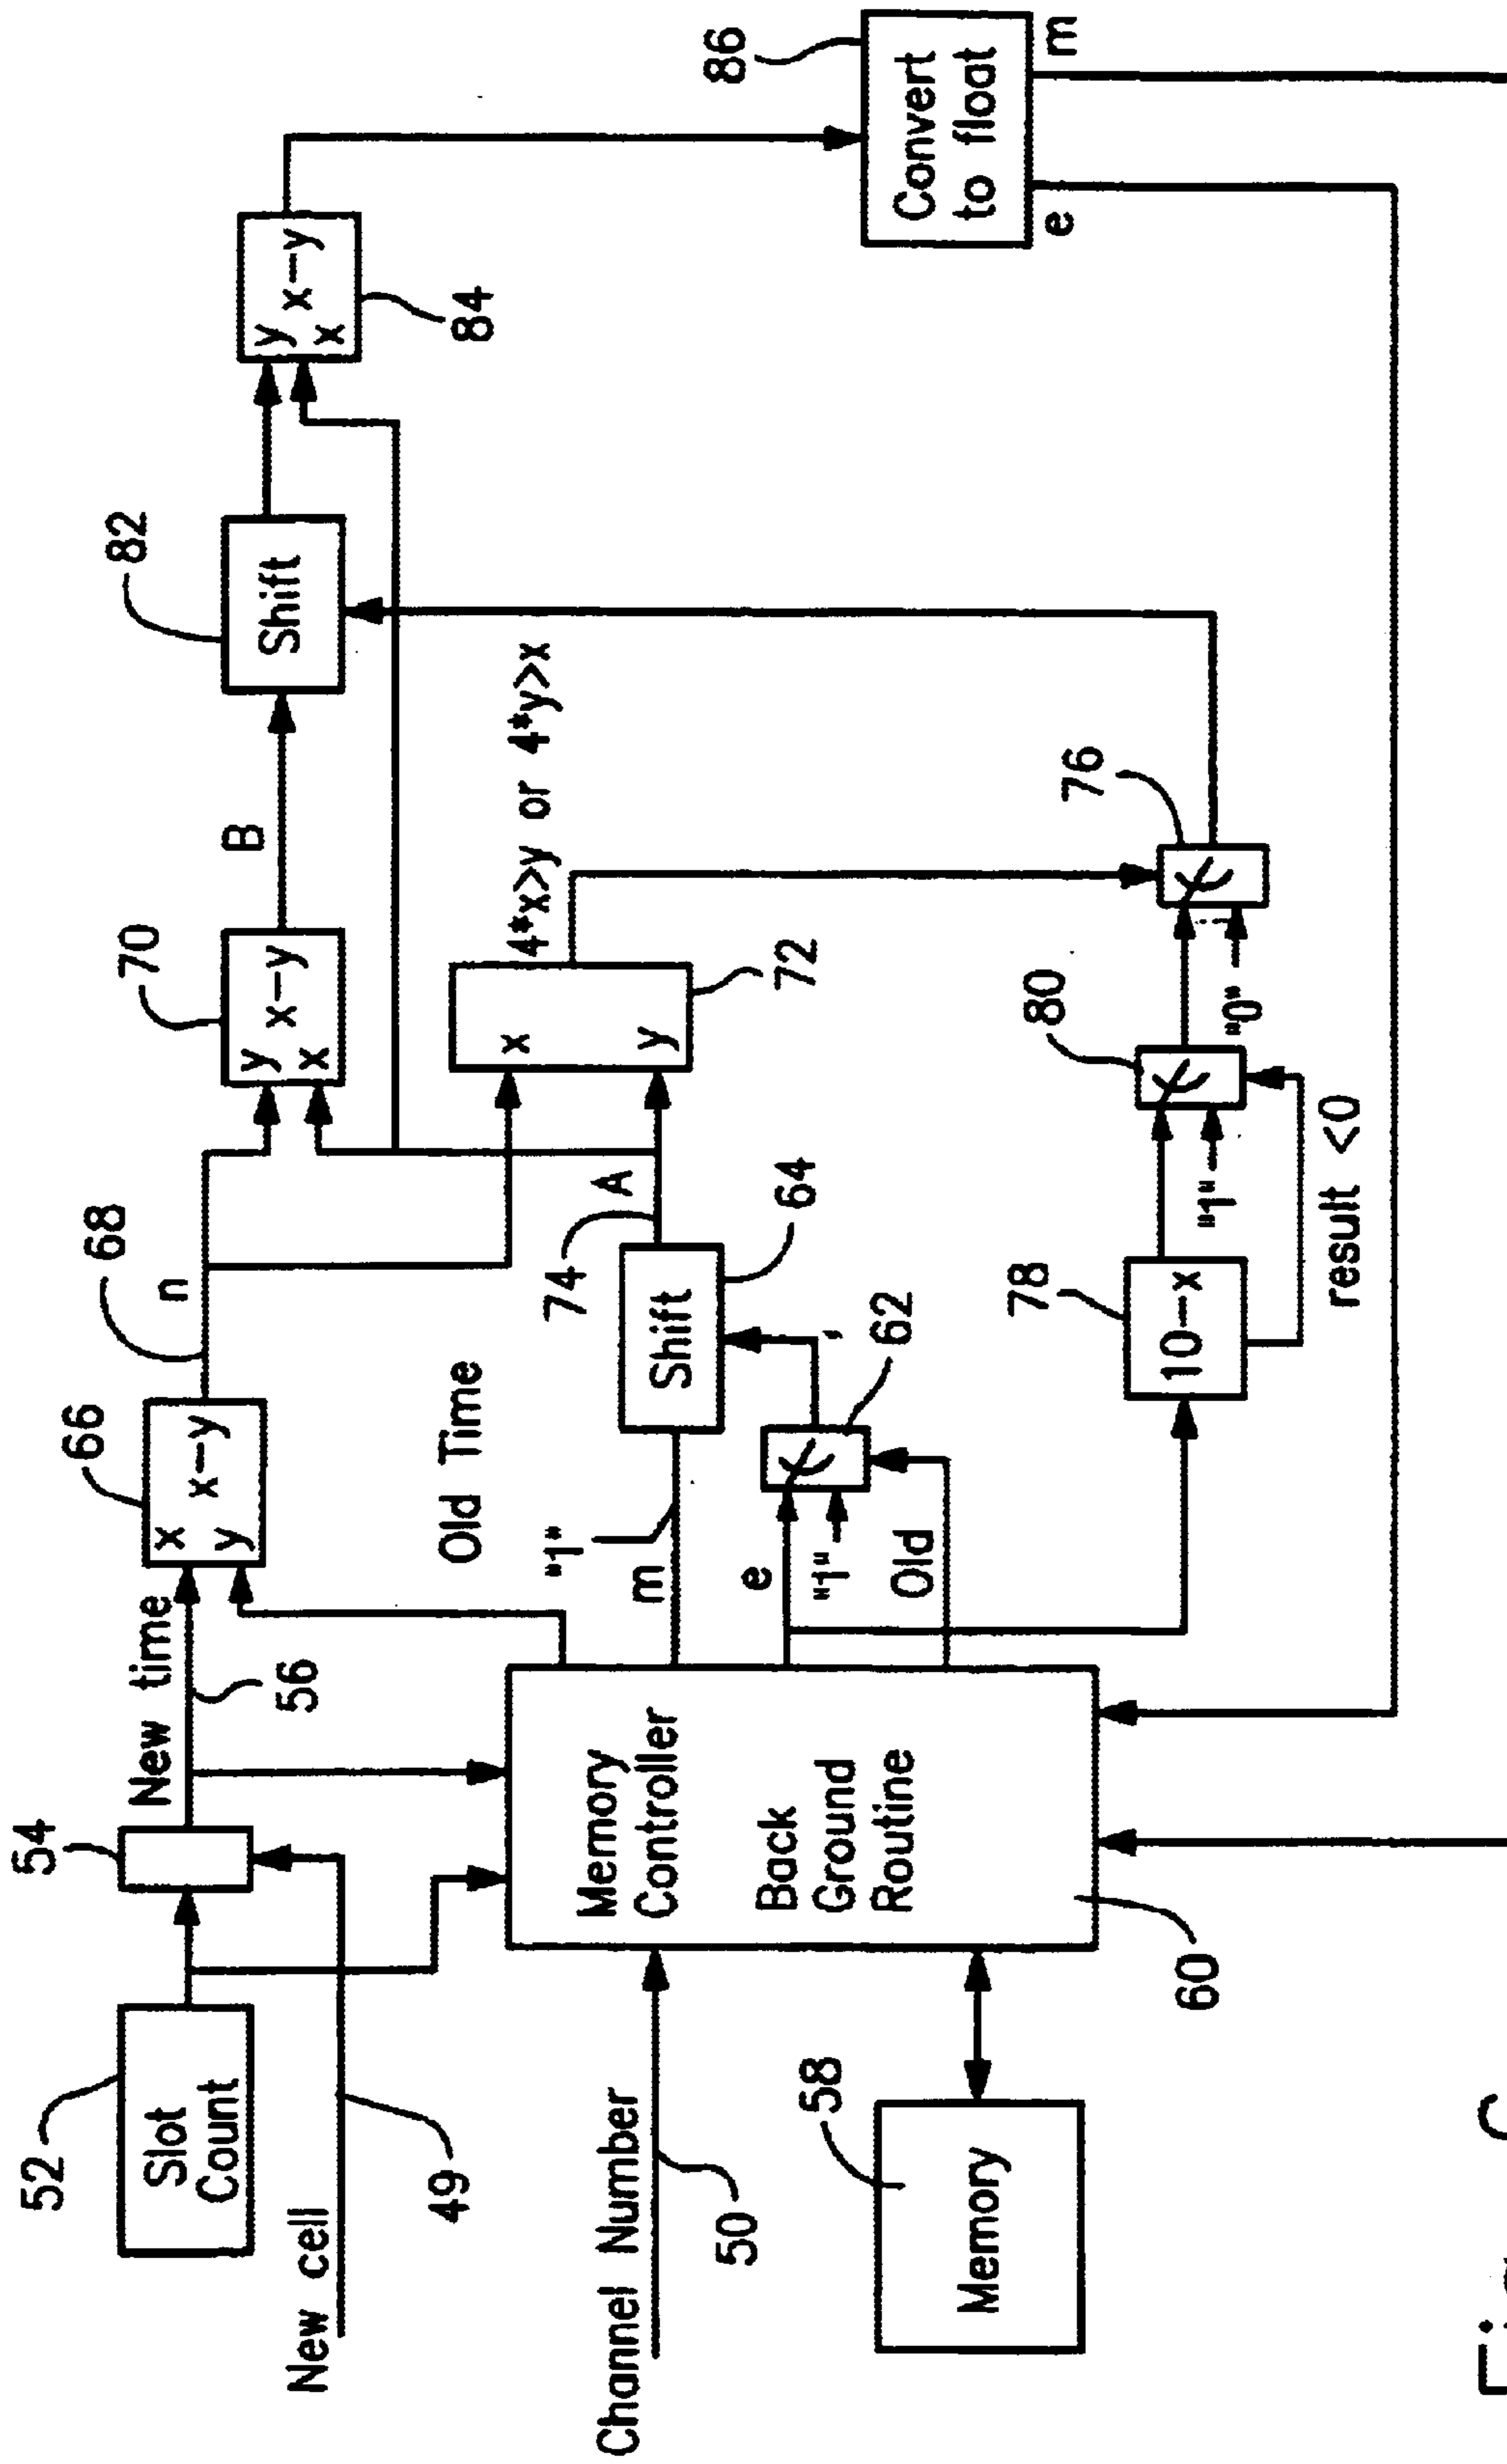 52
Slot
Count
54
New time
56
66
x
y
x-y
68
n
70
y
x
x-y
B
82
Shift
y
x
x-y
84
86
Convert
to float
e
m
New cell
49
Old Time
"1"
m
Shift
64
74
A
x
y
72
4*x>y or 4*y>x
Channel Number
50
Memory
Controller
Back
Ground
Routine
60
e
"1"
Old
62
58
Memory
78
10-x
result <0
"1"
80
"0"
76